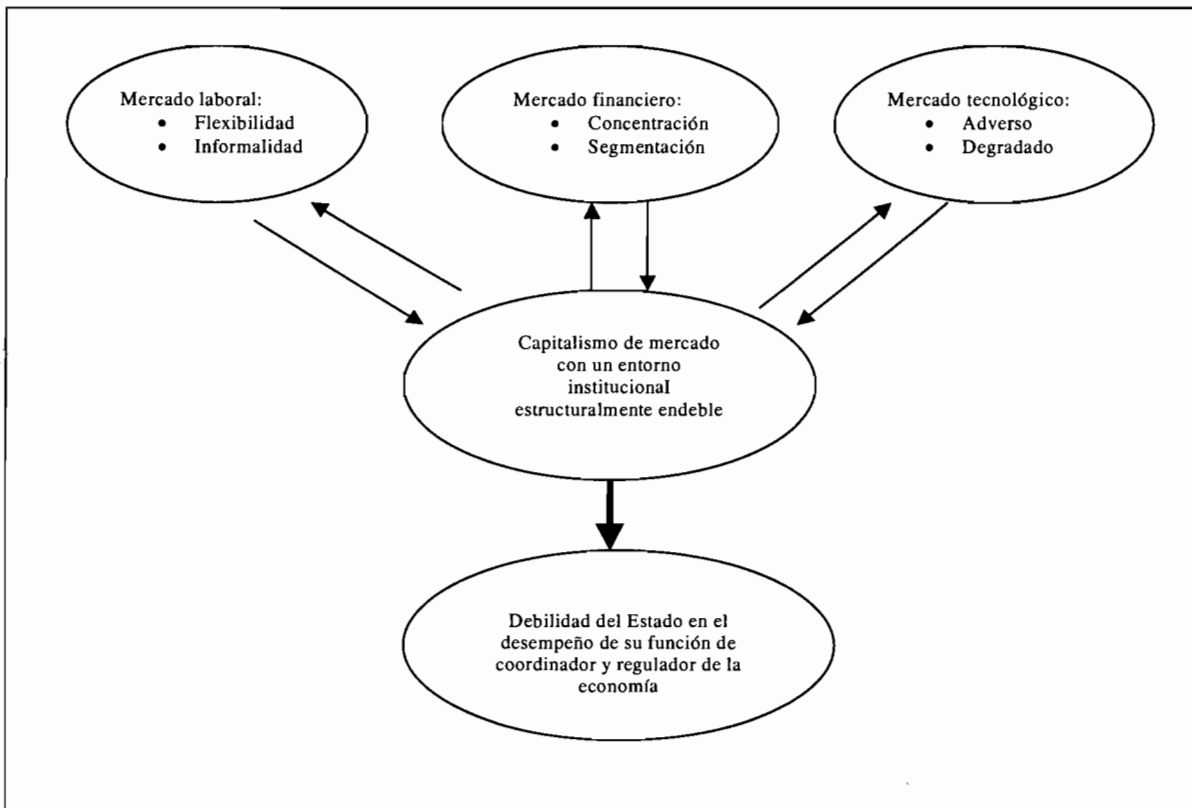 Mercado laboral:
• Flexibilidad
• Informalidad
Mercado financiero:
• Concentración
• Segmentación
Mercado tecnológico:
• Adverso
• Degradado
Capitalismo de mercado
con un entorno
institucional
estructuralmente endeble
Debilidad del Estado en el
desempeño de su función de
coordinador y regulador de la
economía